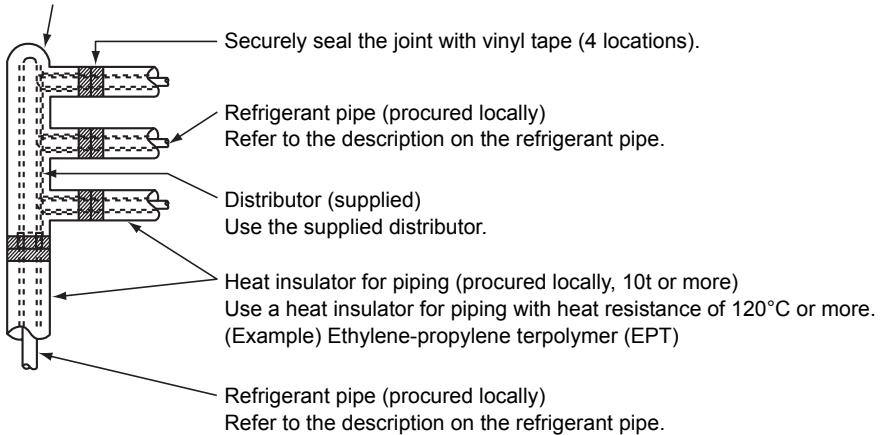 Securely seal the joint with vinyl tape (4 locations).
Refrigerant pipe (procured locally)
Refer to the description on the refrigerant pipe.
Distributor (supplied)
Use the supplied distributor.
Heat insulator for piping (procured locally, 10t or more)
Use a heat insulator for piping with heat resistance of 120°C or more.
(Example) Ethylene-propylene terpolymer (EPT)
Refrigerant pipe (procured locally)
Refer to the description on the refrigerant pipe.